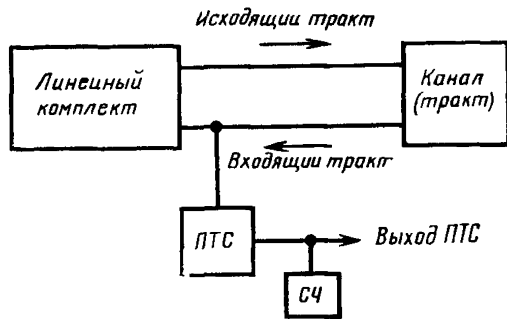 Исходящий тракт
Линейный
комплект
Канал
(тракт)
Входящий тракт
ПТС
Выход ПТС
СЧ